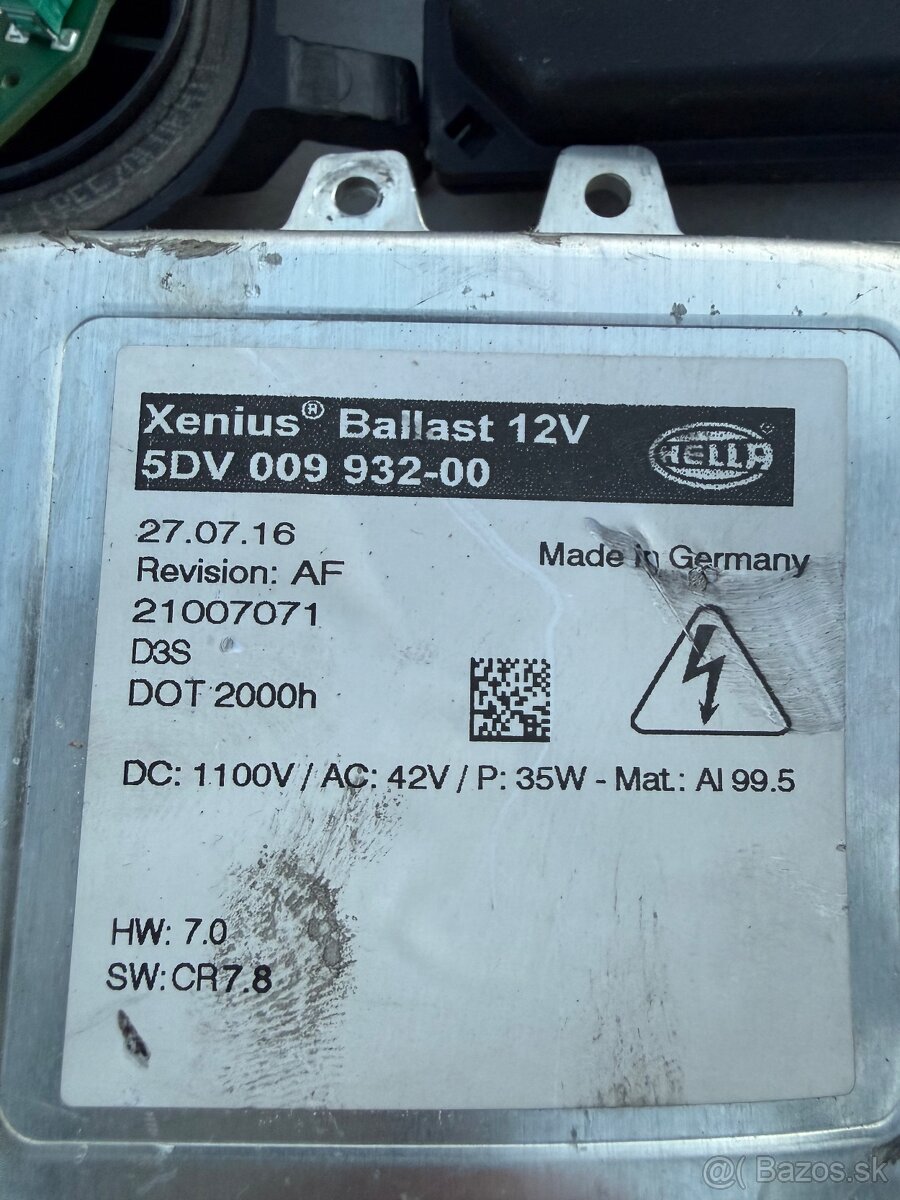 Xenius® Ballast 12V
5DV 009 932-00
HELLA
27.07.16
Made in Germany
Revision: AF
21007071
D3S
DOT 2000h
DC: 1100V / AC: 42V / P: 35W - Mat.: Al 99.5
HW: 7.0
SW: CR7.8
@( Bazos.sk